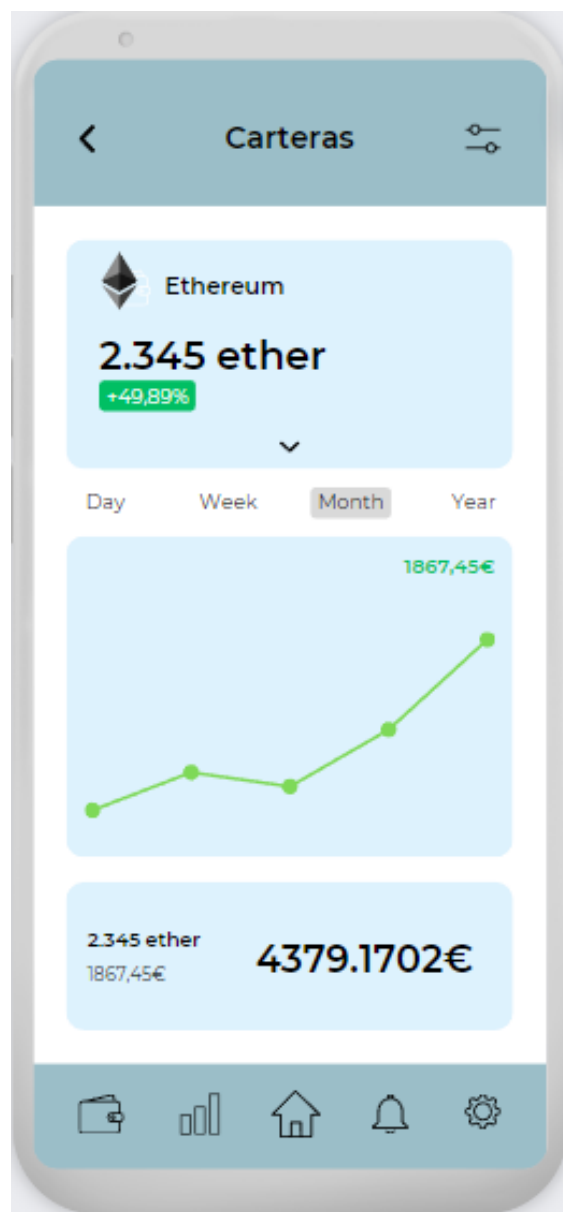 Carteras
Ethereum
2.345 ether
+49,89%
Day Week Month Year
1867,45€
2.345 ether
1867,45€
4379.1702€